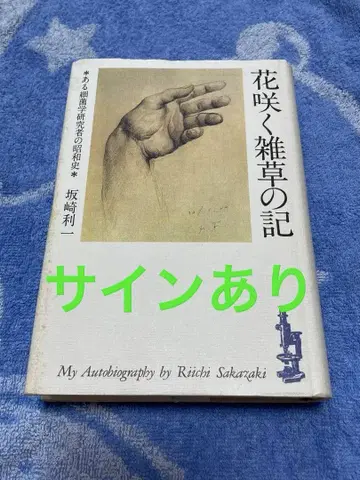 花咲く雑草の記
*ある細菌学研究者の昭和史*
坂崎利一
サインあり
My Autobiography by Riichi Sakazaki